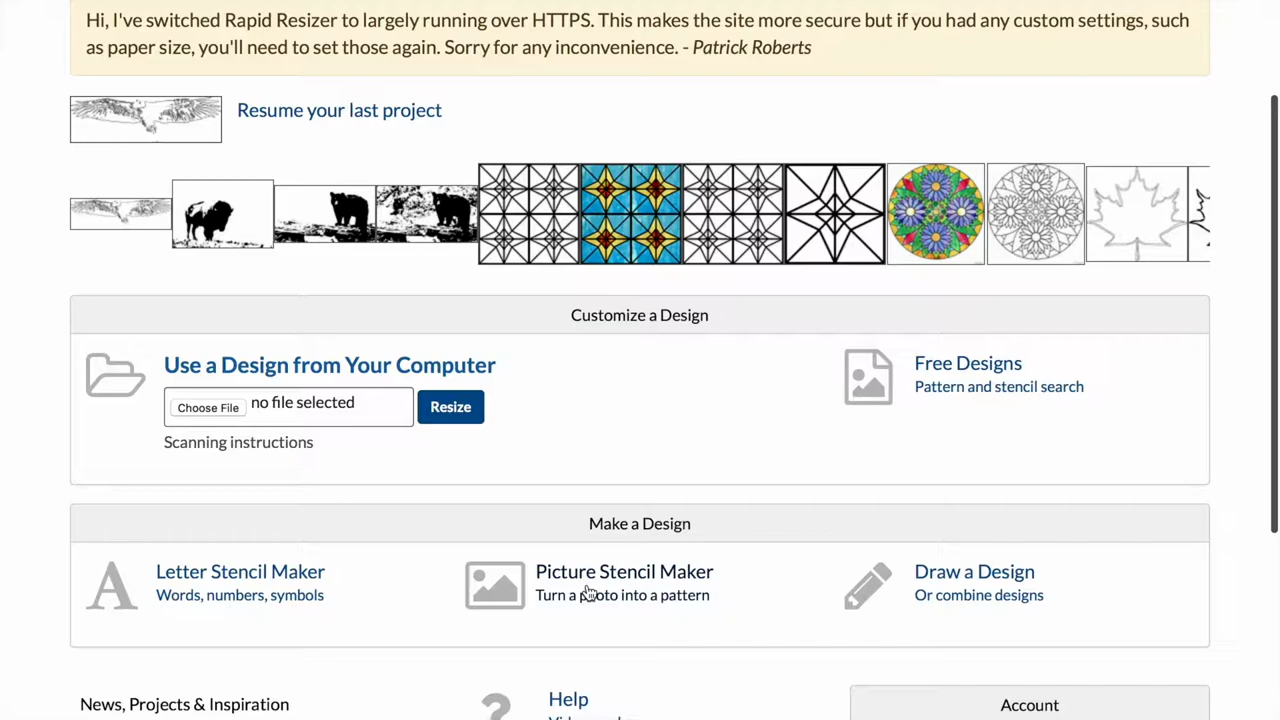 Hi, I've switched Rapid Resizer to largely running over HTTPS. This makes the site more secure but if you had any custom settings, such
as paper size, you'll need to set those again. Sorry for any inconvenience. - Patrick Roberts
Resume your last project
Customize a Design
Use a Design from Your Computer
Choose File no file selected
Resize
Scanning instructions
Free Designs
Pattern and stencil search
Make a Design
Letter Stencil Maker
Words, numbers, symbols
Picture Stencil Maker
Turn a photo into a pattern
Draw a Design
Or combine designs
News, Projects & Inspiration
Help
Account